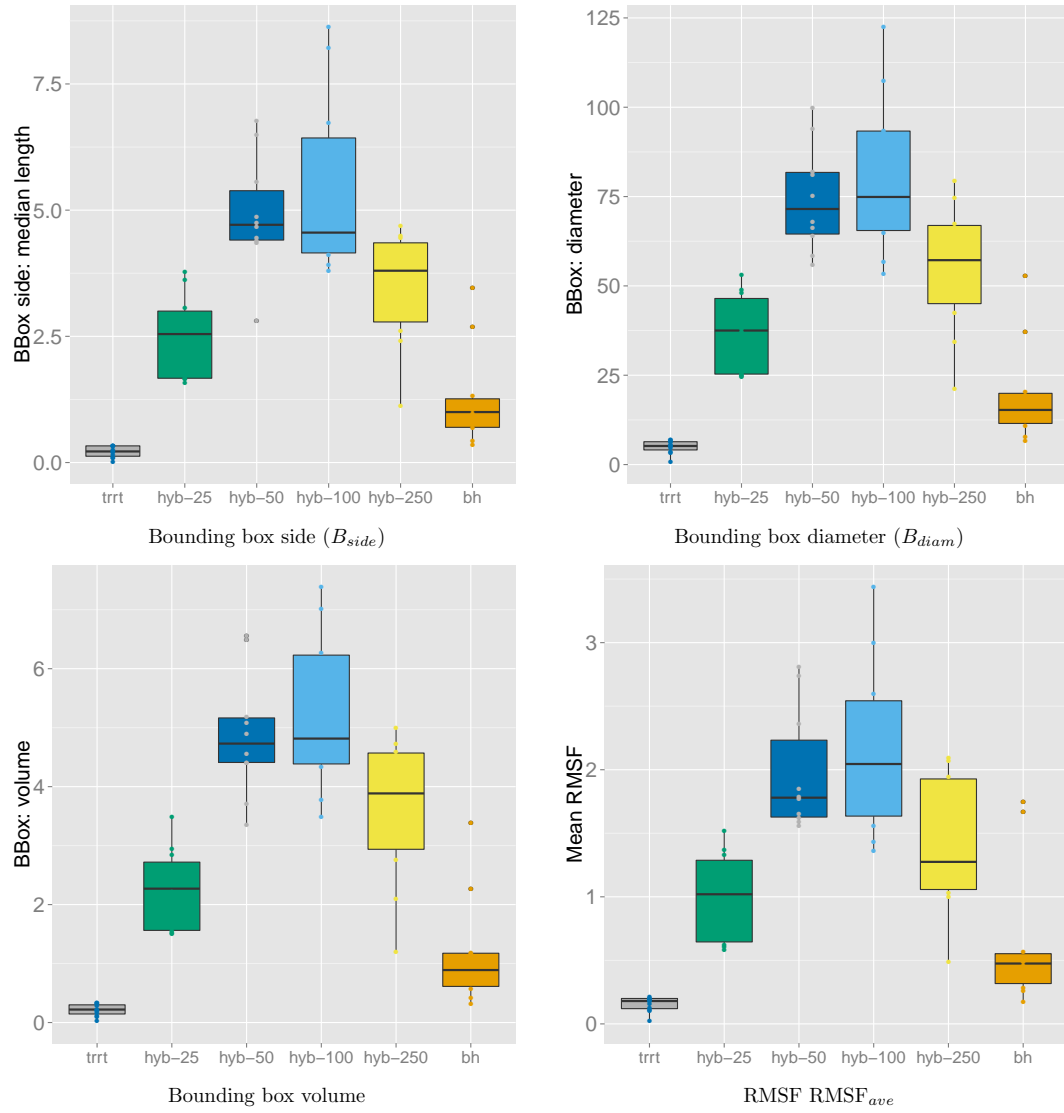 BBox side: median length
7.5
5.0
2.5
0.0
trrt hyb−25 hyb−50 hyb−100 hyb−250 bh
Bounding box side (B_side)
BBox: diameter
125
100
75
50
25
0
trrt hyb−25 hyb−50 hyb−100 hyb−250 bh
Bounding box diameter (B_diam)
BBox: volume
6
4
2
0
trrt hyb−25 hyb−50 hyb−100 hyb−250 bh
Bounding box volume
Mean RMSF
3
2
1
0
trrt hyb−25 hyb−50 hyb−100 hyb−250 bh
RMSF RMSF_ave